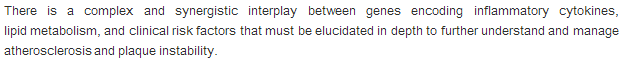 There is a complex and synergistic interplay between genes encoding inflammatory cytokines,
lipid metabolism, and clinical risk factors that must be elucidated in depth to further understand and manage
atherosclerosis and plaque instability.